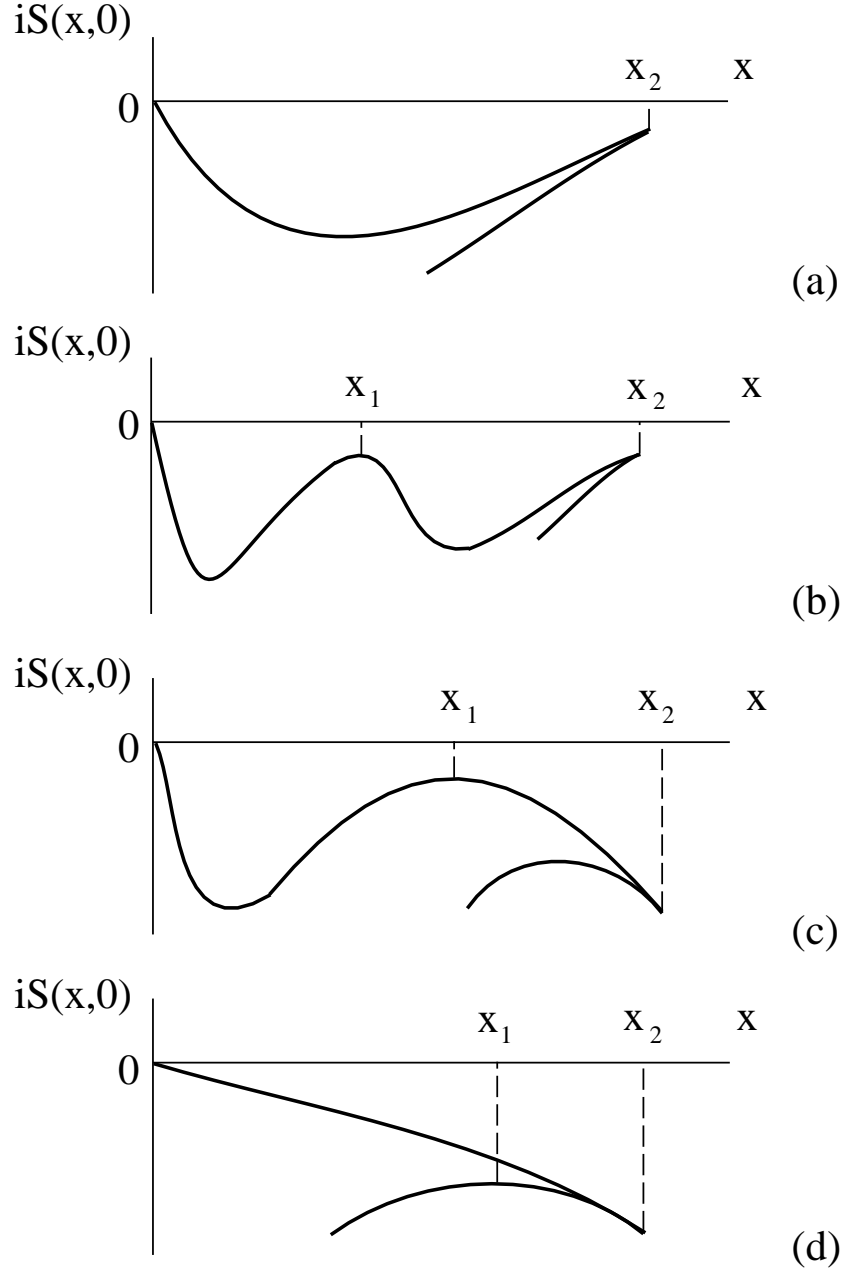 iS(x,0)
x₂ x
0
(a)
iS(x,0)
x₁ x₂ x
0
(b)
iS(x,0)
x₁ x₂ x
0
(c)
iS(x,0)
x₁ x₂ x
0
(d)